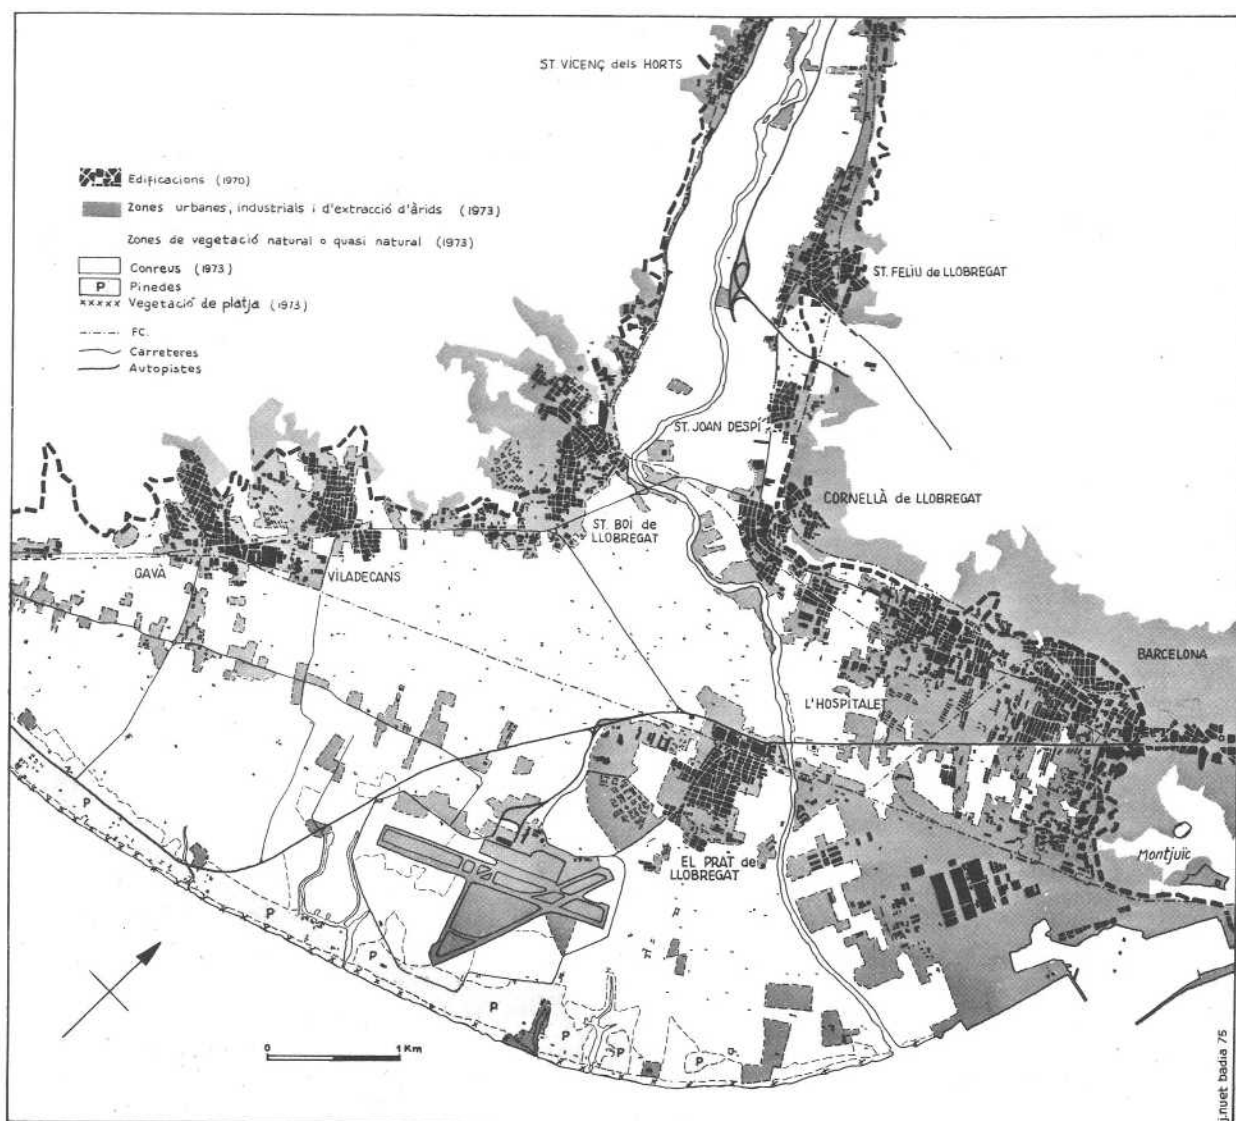 ST. VICENÇ dels HORTS
Edificacions (1970)
Zones urbanes, industrials i d'extracció d'àrids (1973)
Zones de vegetació natural o quasi natural (1973)
Conreus (1973)
P Pinedes
xxxxx Vegetació de platja (1973)
FC.
Carreteres
Autopistes
ST. FELIU de LLOBREGAT
ST. JOAN DESPÍ
CORNELLÀ de LLOBREGAT
ST. BOI de
LLOBREGAT
GAVÀ
VILADECANS
BARCELONA
L'HOSPITALET
EL PRAT de
LLOBREGAT
Montjuïc
P
P
P
P
P
P
P
P
0 1 Km
j.nuet badia 75